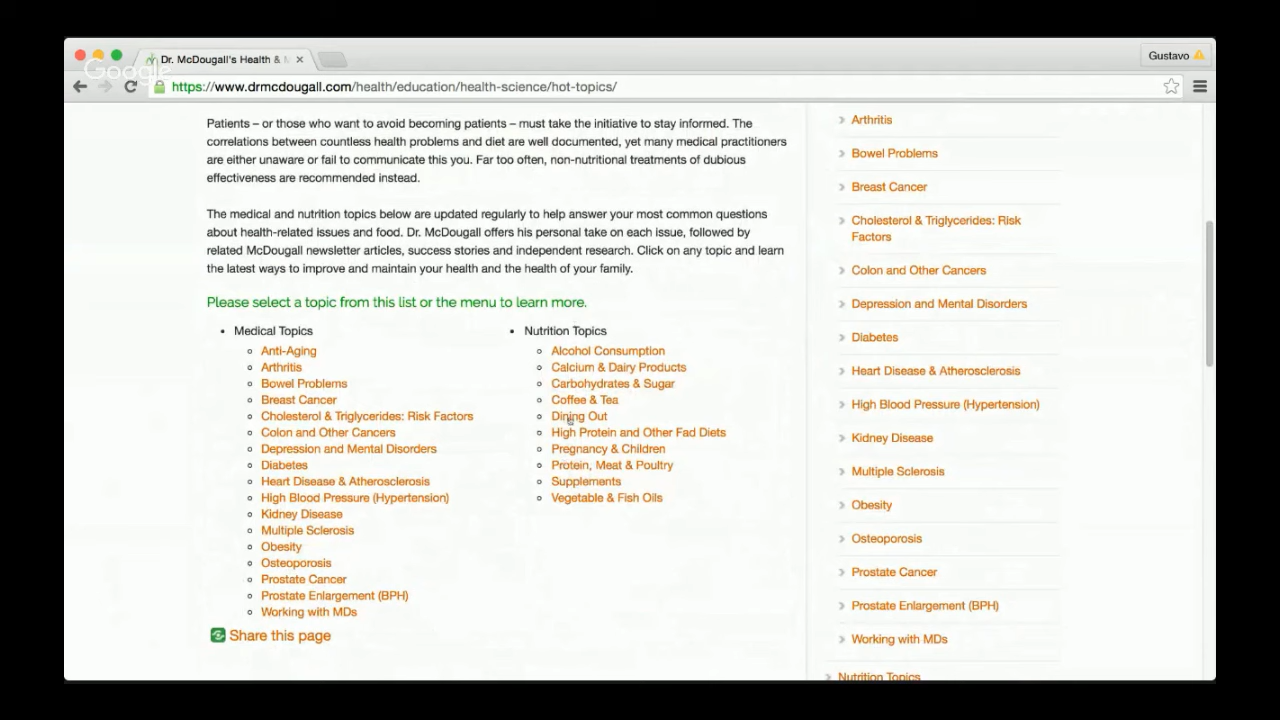 Dr. McDougall's Health & M
Gustavo
Google
https://www.drmcdougall.com/health/education/health-science/hot-topics/
Patients – or those who want to avoid becoming patients – must take the initiative to stay informed. The
correlations between countless health problems and diet are well documented, yet many medical practitioners
are either unaware or fail to communicate this you. Far too often, non-nutritional treatments of dubious
effectiveness are recommended instead.
The medical and nutrition topics below are updated regularly to help answer your most common questions
about health-related issues and food. Dr. McDougall offers his personal take on each issue, followed by
related McDougall newsletter articles, success stories and independent research. Click on any topic and learn
the latest ways to improve and maintain your health and the health of your family.
Please select a topic from this list or the menu to learn more.
Medical Topics
Anti-Aging
Arthritis
Bowel Problems
Breast Cancer
Cholesterol & Triglycerides: Risk Factors
Colon and Other Cancers
Depression and Mental Disorders
Diabetes
Heart Disease & Atherosclerosis
High Blood Pressure (Hypertension)
Kidney Disease
Multiple Sclerosis
Obesity
Osteoporosis
Prostate Cancer
Prostate Enlargement (BPH)
Working with MDs
Nutrition Topics
Alcohol Consumption
Calcium & Dairy Products
Carbohydrates & Sugar
Coffee & Tea
Dining Out
High Protein and Other Fad Diets
Pregnancy & Children
Protein, Meat & Poultry
Supplements
Vegetable & Fish Oils
Share this page
Arthritis
Bowel Problems
Breast Cancer
Cholesterol & Triglycerides: Risk
Factors
Colon and Other Cancers
Depression and Mental Disorders
Diabetes
Heart Disease & Atherosclerosis
High Blood Pressure (Hypertension)
Kidney Disease
Multiple Sclerosis
Obesity
Osteoporosis
Prostate Cancer
Prostate Enlargement (BPH)
Working with MDs
Nutrition Topics